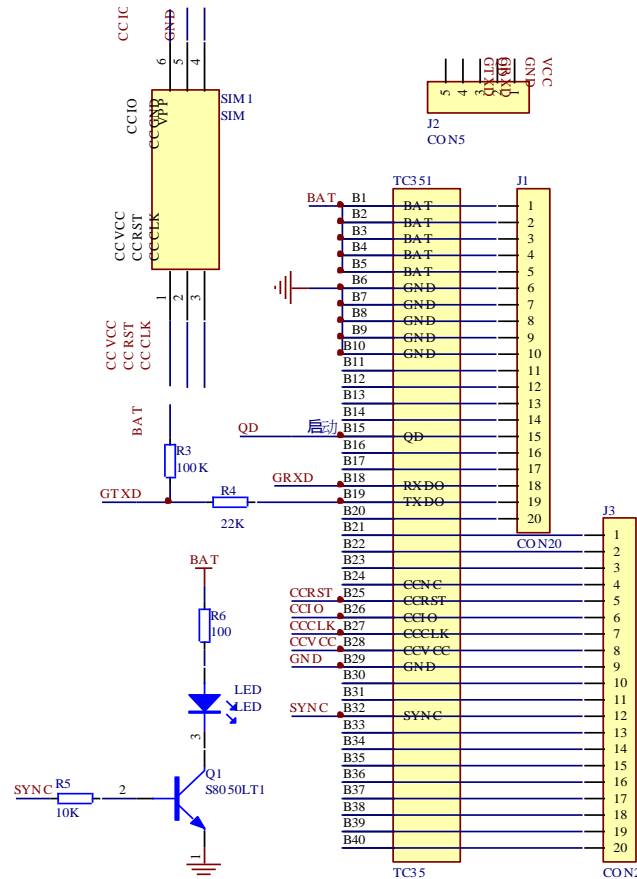 CCIO
GND
6
5
4
SIM1
SIM
CCIO
CCGND
VPP
CCVCC
CCRST
CCCLK
1
2
3
CCVCC
CCRST
CCCLK
GTXD
GRXD
GND
VCC
5
4
3
2
1
J2
CON5
TC351
J1
BAT B1 BAT 1
B2 BAT 2
B3 BAT 3
B4 BAT 4
B5 BAT 5
B6 GND 6
B7 GND 7
B8 GND 8
B9 GND 9
B10 GND 10
B11 11
B12 12
B13 13
B14 14
QD 启动 B15 QD 15
B16 16
B17 17
GRXD B18 RXDO 18
B19 TXDO 19
B20 20
CON20
BAT
R3
100K
GTXD
R4
22K
J3
B21 1
B22 2
B23 3
B24 CCNC 4
CCRST B25 CCRST 5
CCIO B26 CCIO 6
CCCLK B27 CCCLK 7
CCVCC B28 CCVCC 8
GND B29 GND 9
B30 10
B31 11
SYNC B32 SYNC 12
B33 13
B34 14
B35 15
B36 16
B37 17
B38 18
B39 19
B40 20
TC35
CON2
BAT
R6
100
LED
LED
3
Q1
S8050LT1
SYNC
R5
10K
2
1